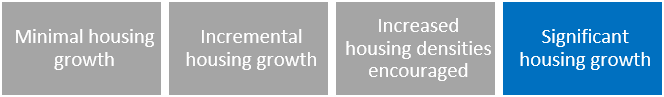 Minimal housing
growth
Incremental
housing growth
Increased
housing densities
encouraged
Significant
housing growth